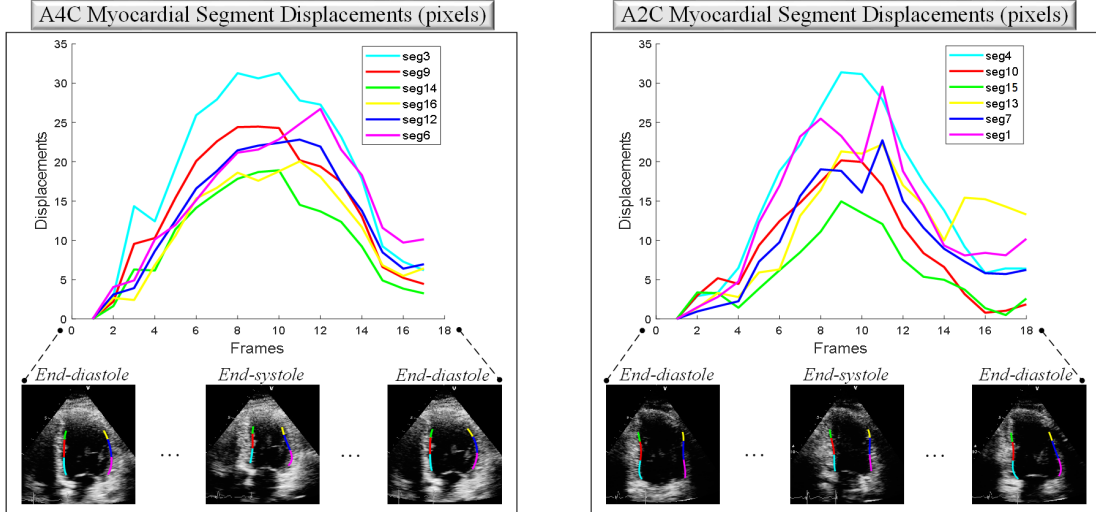 A4C Myocardial Segment Displacements (pixels)
35
30
25
20
15
10
5
0
Displacements
0 2 4 6 8 10 12 14 16 18
Frames
seg3
seg9
seg14
seg16
seg12
seg6
End-diastole
End-systole
End-diastole
V
V
V
...
...
A2C Myocardial Segment Displacements (pixels)
35
30
25
20
15
10
5
0
Displacements
0 2 4 6 8 10 12 14 16 18
Frames
seg4
seg10
seg15
seg13
seg7
seg1
End-diastole
End-systole
End-diastole
...
...